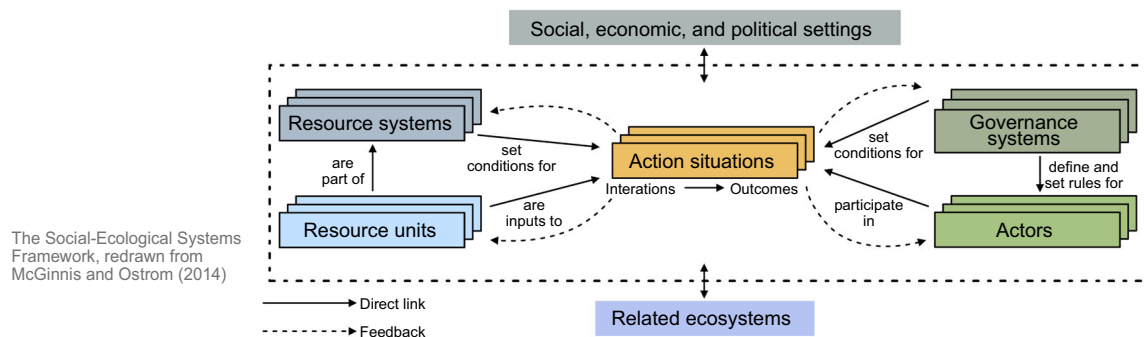 Social, economic, and political settings
Resource systems
set
conditions for
are
part of
Resource units
are
inputs to
Action situations
Interations
Outcomes
set
conditions for
Governance
systems
define and
set rules for
participate
in
Actors
The Social-Ecological Systems
Framework, redrawn from
McGinnis and Ostrom (2014)
Direct link
Feedback
Related ecosystems